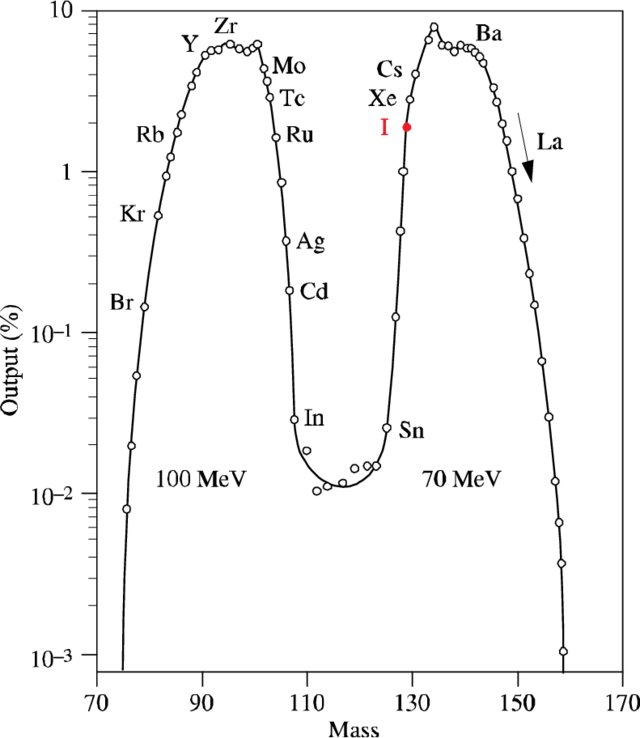 10
Zr
Y
Ba
Mo
Cs
Tc
Xe
I
Rb
Ru
La
1
Kr
Ag
Cd
Br
10⁻¹
Output (%)
In
Sn
100 MeV
70 MeV
10⁻²
10⁻³
70 90 110 130 150 170
Mass